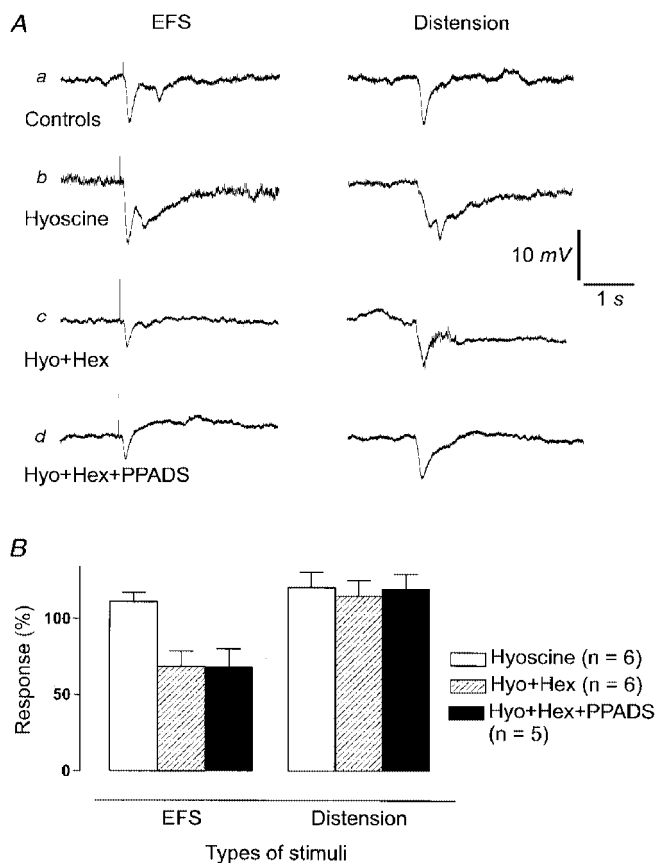 A
EFS Distension
a
Controls
b
Hyoscine
10 mV
1 s
c
Hyo+Hex
d
Hyo+Hex+PPADS
B
Response (%)
100
50
0
EFS Distension
Types of stimuli
Hyoscine (n = 6)
Hyo+Hex (n = 6)
Hyo+Hex+PPADS
(n = 5)